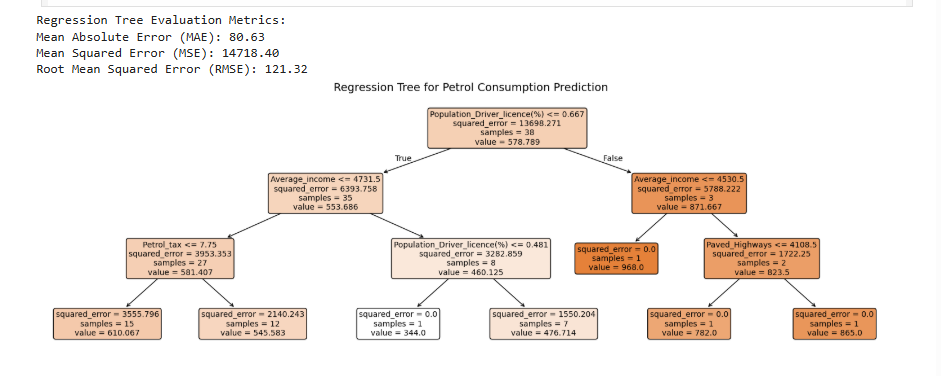 Regression Tree Evaluation Metrics:
Mean Absolute Error (MAE): 80.63
Mean Squared Error (MSE): 14718.40
Root Mean Squared Error (RMSE): 121.32
Regression Tree for Petrol Consumption Prediction
Population_Driver_licence(%) <= 0.667
squared_error = 13698.271
samples = 38
value = 578.789
True
False
Average_income <= 4731.5
squared_error = 6393.758
samples = 35
value = 553.686
Average_income <= 4530.5
squared_error = 5788.222
samples = 3
value = 871.667
Petrol_tax <= 7.75
squared_error = 3953.353
samples = 27
value = 581.407
Population_Driver_licence(%) <= 0.481
squared_error = 3282.859
samples = 8
value = 460.125
squared_error = 0.0
samples = 1
value = 968.0
Paved_Highways <= 4108.5
squared_error = 1722.25
samples = 2
value = 823.5
squared_error = 3555.796
samples = 15
value = 610.067
squared_error = 2140.243
samples = 12
value = 545.583
squared_error = 0.0
samples = 1
value = 344.0
squared_error = 1550.204
samples = 7
value = 476.714
squared_error = 0.0
samples = 1
value = 782.0
squared_error = 0.0
samples = 1
value = 865.0